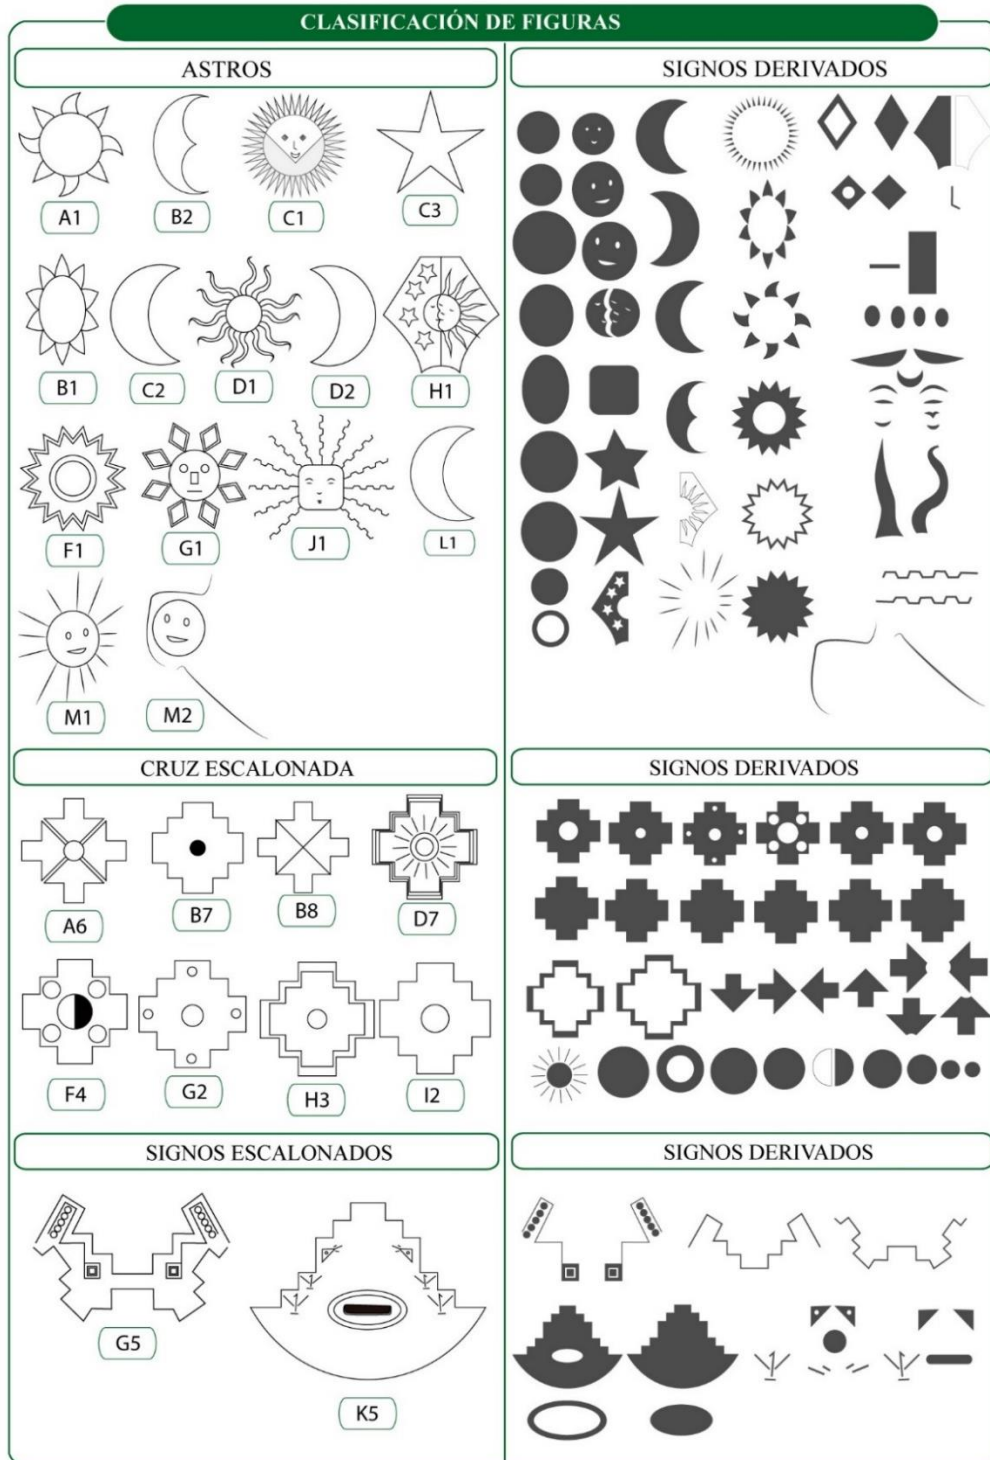 CLASIFICACIÓN DE FIGURAS
ASTROS
SIGNOS DERIVADOS
A1
B2
C1
C3
B1
C2
D1
D2
H1
F1
G1
J1
L1
M1
M2
CRUZ ESCALONADA
SIGNOS DERIVADOS
A6
B7
B8
D7
F4
G2
H3
I2
SIGNOS ESCALONADOS
SIGNOS DERIVADOS
G5
K5